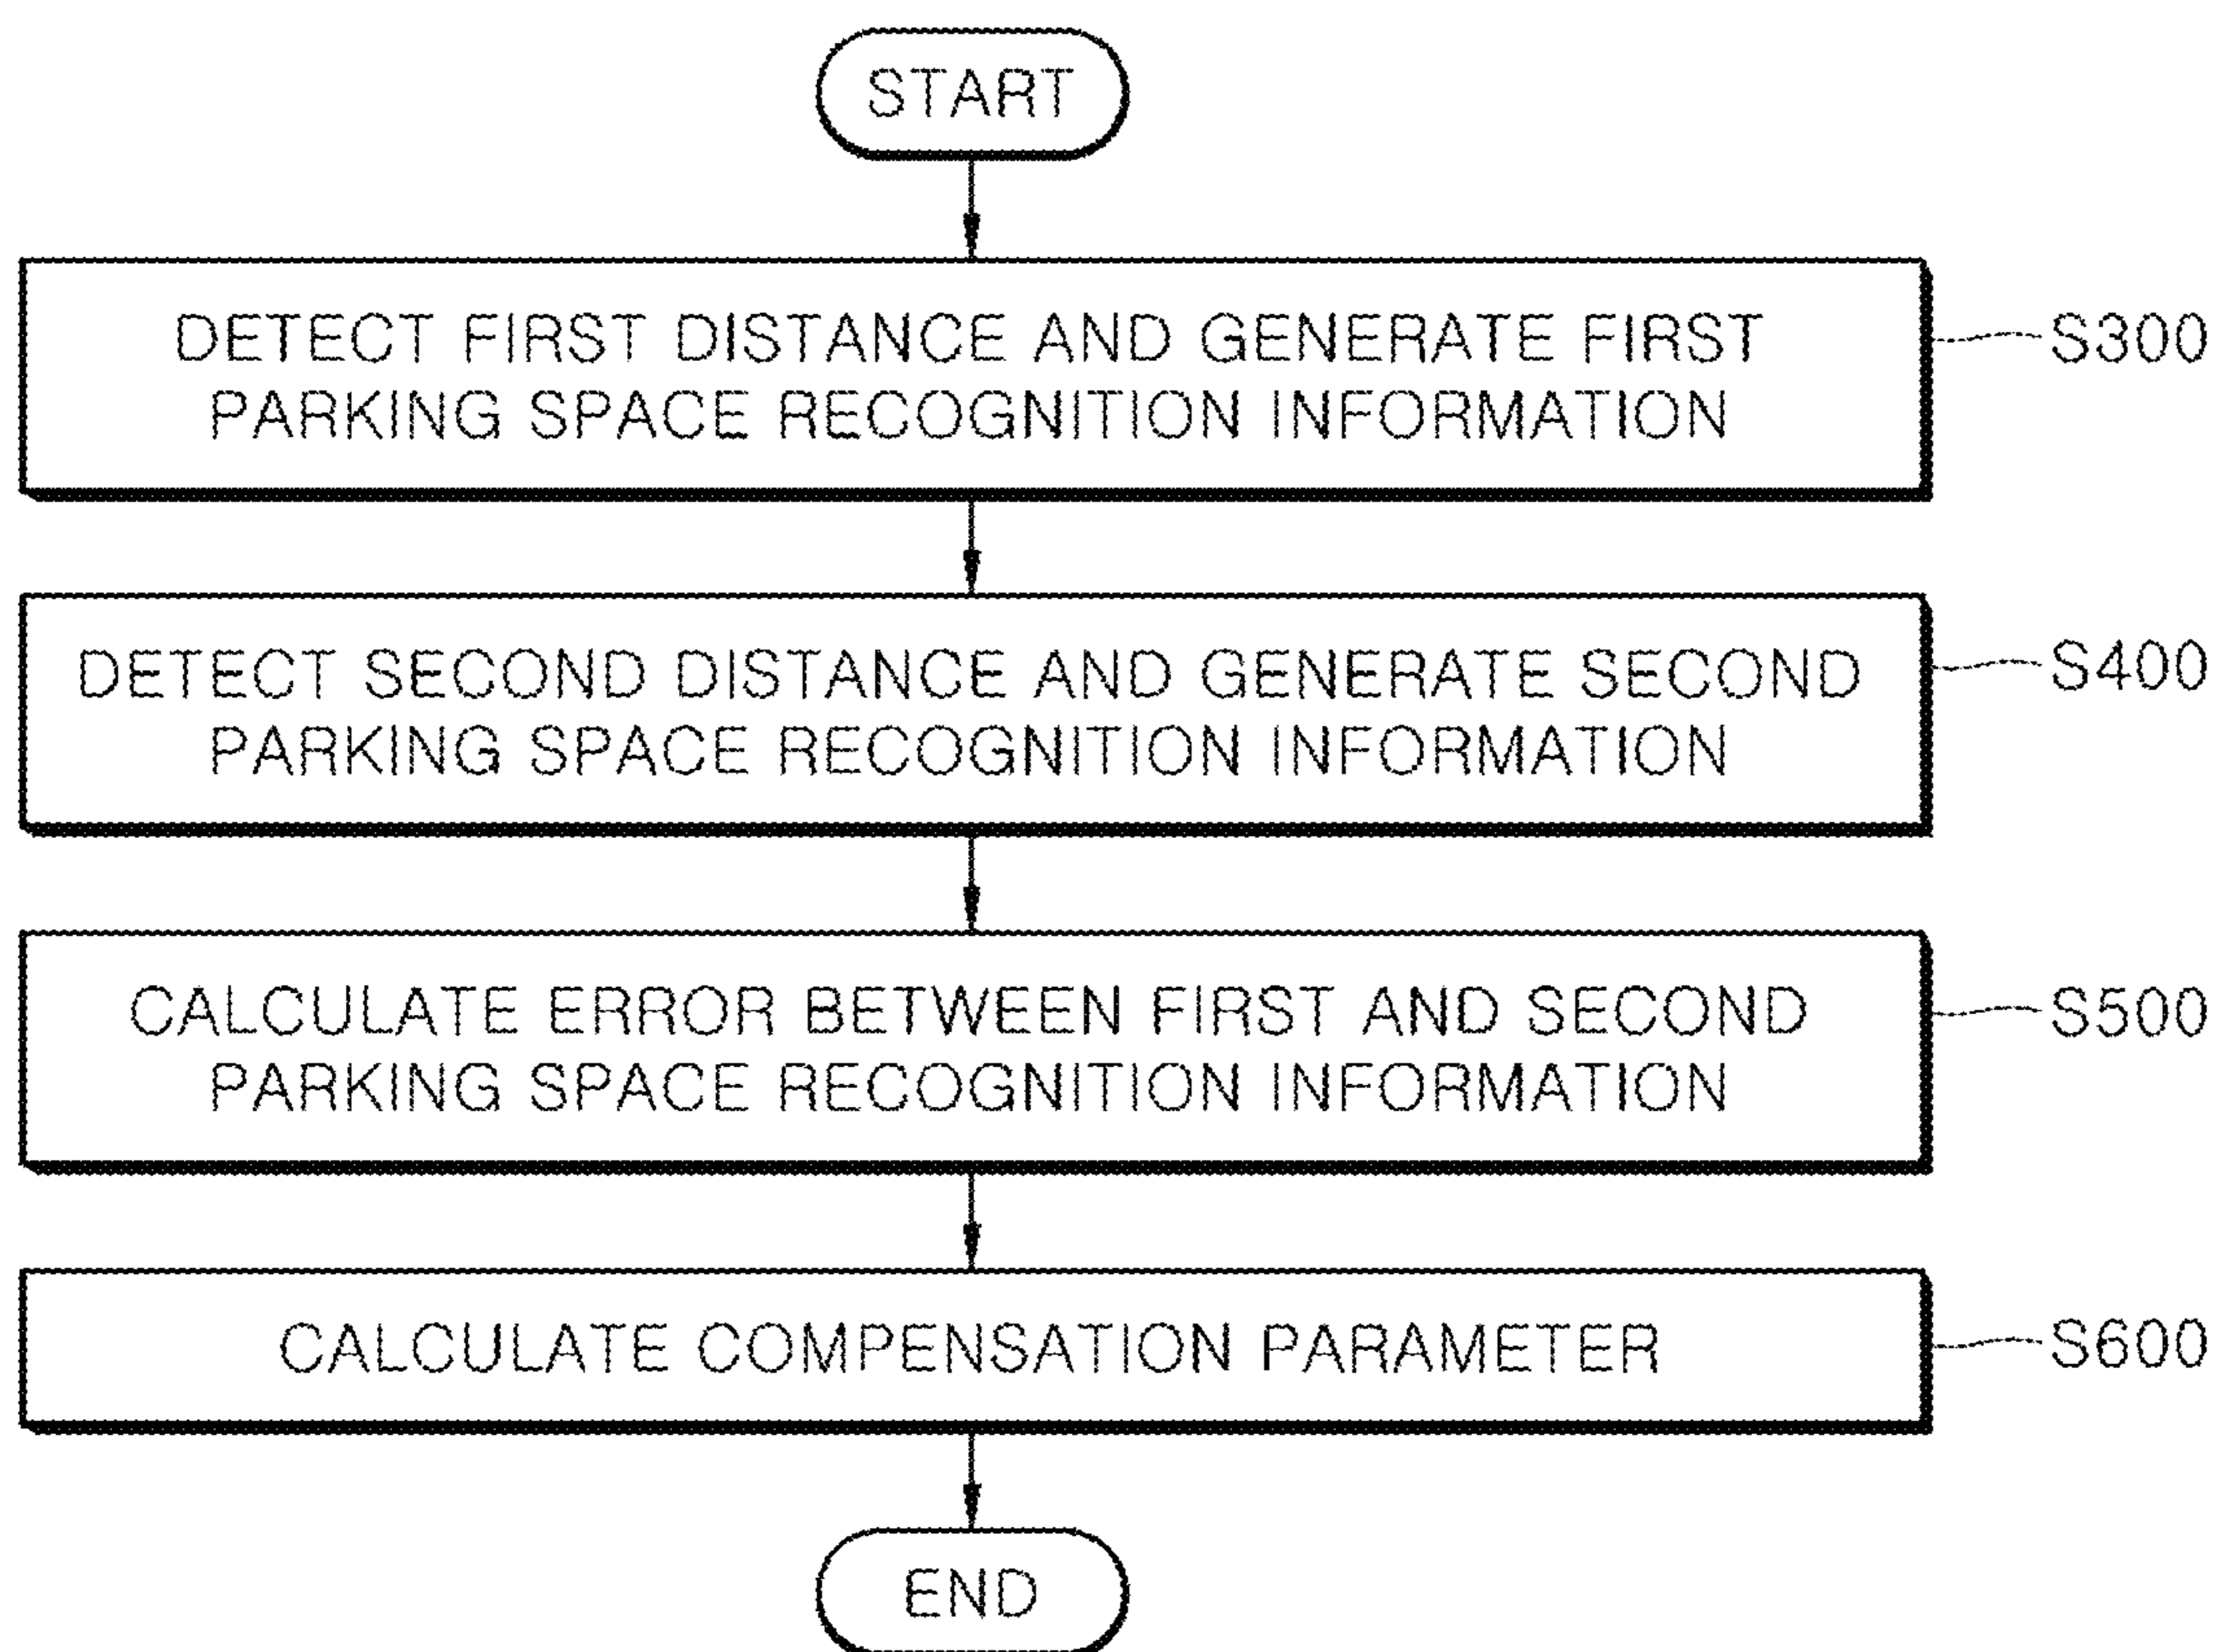 START
DETECT FIRST DISTANCE AND GENERATE FIRST
PARKING SPACE RECOGNITION INFORMATION
S300
DETECT SECOND DISTANCE AND GENERATE SECOND
PARKING SPACE RECOGNITION INFORMATION
S400
CALCULATE ERROR BETWEEN FIRST AND SECOND
PARKING SPACE RECOGNITION INFORMATION
S500
CALCULATE COMPENSATION PARAMETER
S600
END